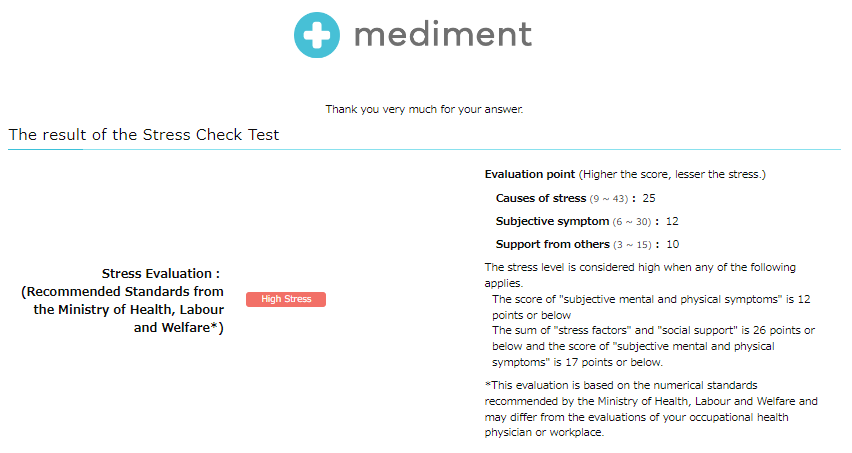 mediment
Thank you very much for your answer.
The result of the Stress Check Test
Stress Evaluation :
(Recommended Standards from
the Ministry of Health, Labour
and Welfare*)
High Stress
Evaluation point (Higher the score, lesser the stress.)
Causes of stress (9 ~ 43) : 25
Subjective symptom (6 ~ 30) : 12
Support from others (3 ~ 15) : 10
The stress level is considered high when any of the following
applies.
The score of "subjective mental and physical symptoms" is 12
points or below
The sum of "stress factors" and "social support" is 26 points or
below and the score of "subjective mental and physical
symptoms" is 17 points or below.
*This evaluation is based on the numerical standards
recommended by the Ministry of Health, Labour and Welfare and
may differ from the evaluations of your occupational health
physician or workplace.